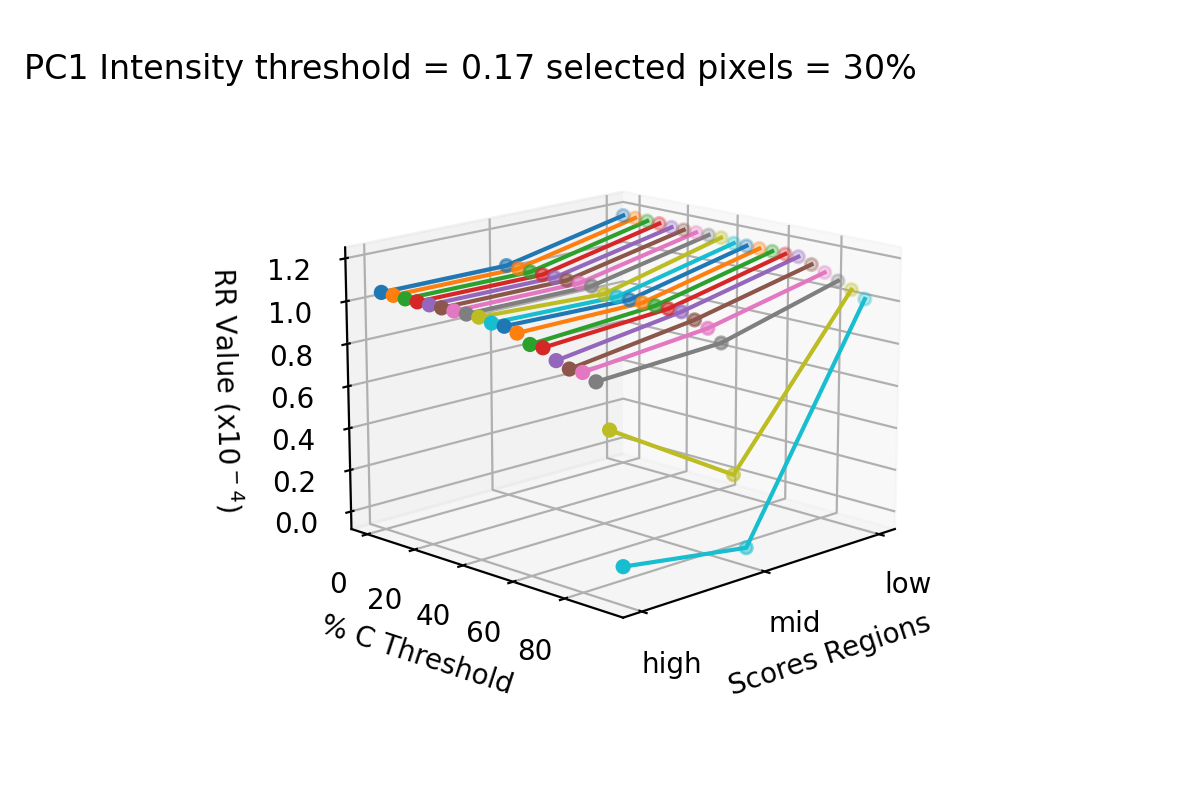 PC1 Intensity threshold = 0.17 selected pixels = 30%
RR Value (x10⁻⁴)
1.2
1.0
0.8
0.6
0.4
0.2
0.0
0
20
40
60
80
% C Threshold
high
mid
low
Scores Regions